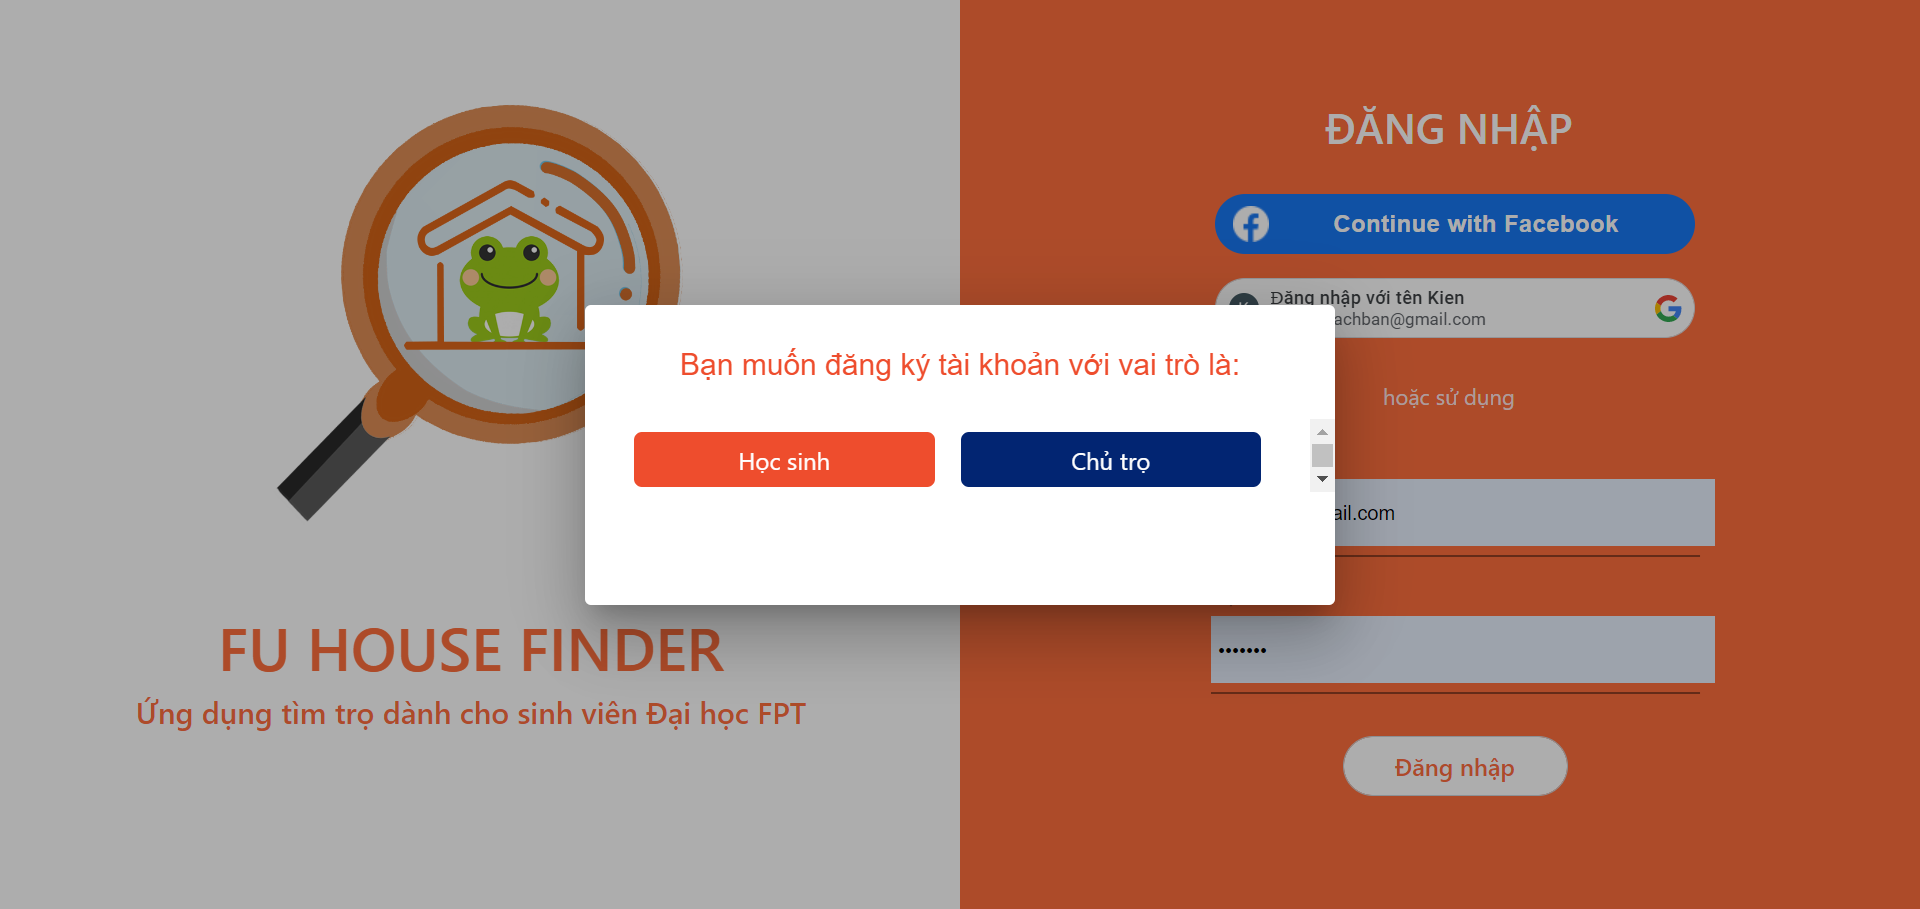 FU HOUSE FINDER
Ứng dụng tìm trọ dành cho sinh viên Đại học FPT
Bạn muốn đăng ký tài khoản với vai trò là:
Học sinh
Chủ trọ
ĐĂNG NHẬP
Continue with Facebook
Đăng nhập với tên Kien
achban@gmail.com
hoặc sử dụng
ail.com
•••••••
Đăng nhập